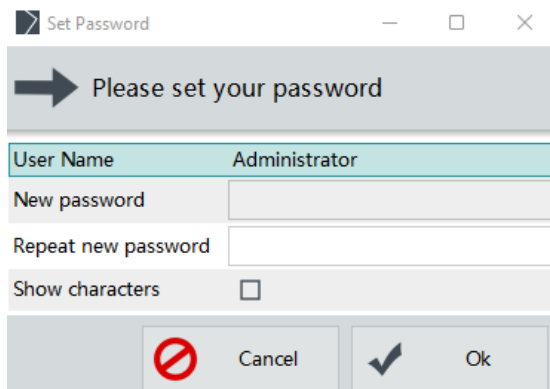 Set Password
Please set your password
User Name Administrator
New password
Repeat new password
Show characters
Cancel Ok